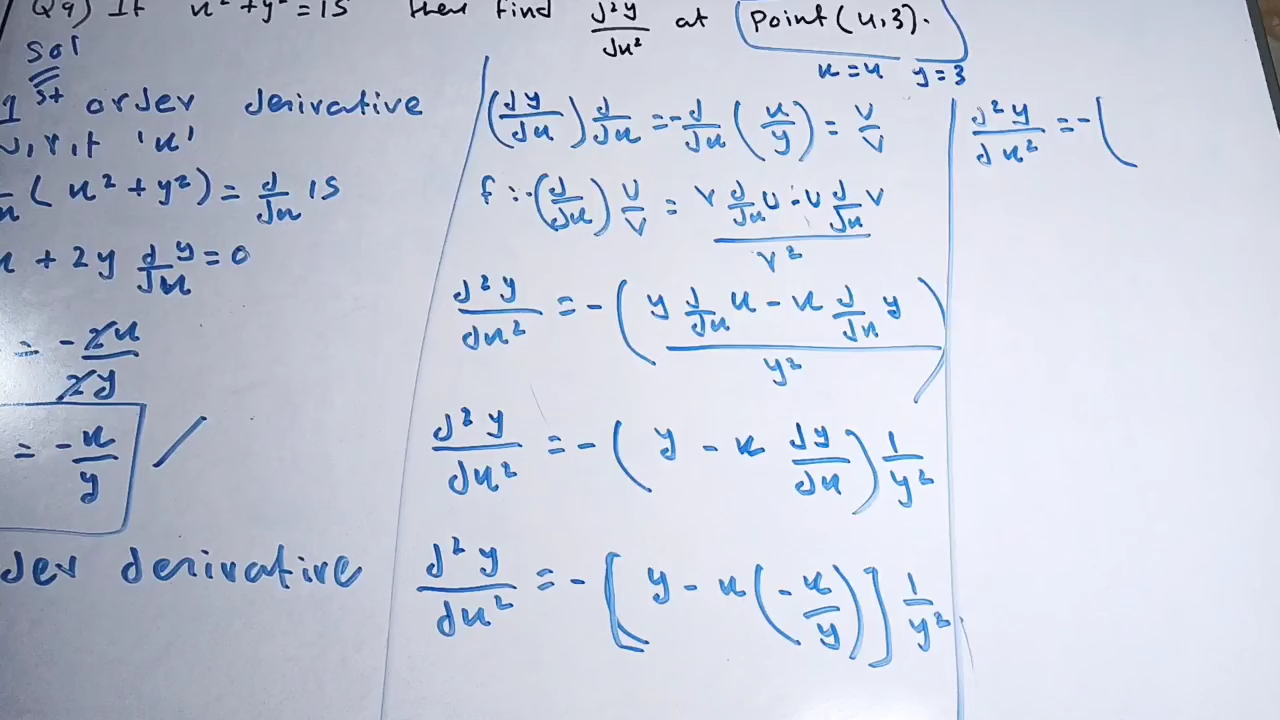 Q9) If x² + y² = 15 then find d²y/dx² at point (4,3).
x = 4 y = 3
Sol
1st order derivative
w.r.t 'x'
(x² + y²) = d/dx 15
x + 2y dy/dx = 0
= -2x/2y
= -x/y
der derivative
(dy/dx) d/dx = -d/dx (x/y) = u/v
f ∴ (d/dx) u/v = v d/dx u - u d/dx v / v²
d²y/dx² = -(y d/dx x - x d/dx y / y²)
d²y/dx² = -(y - x dy/dx) 1/y²
d²y/dx² = -[y - x(-x/y)] 1/y²
d²y/dx² = -(